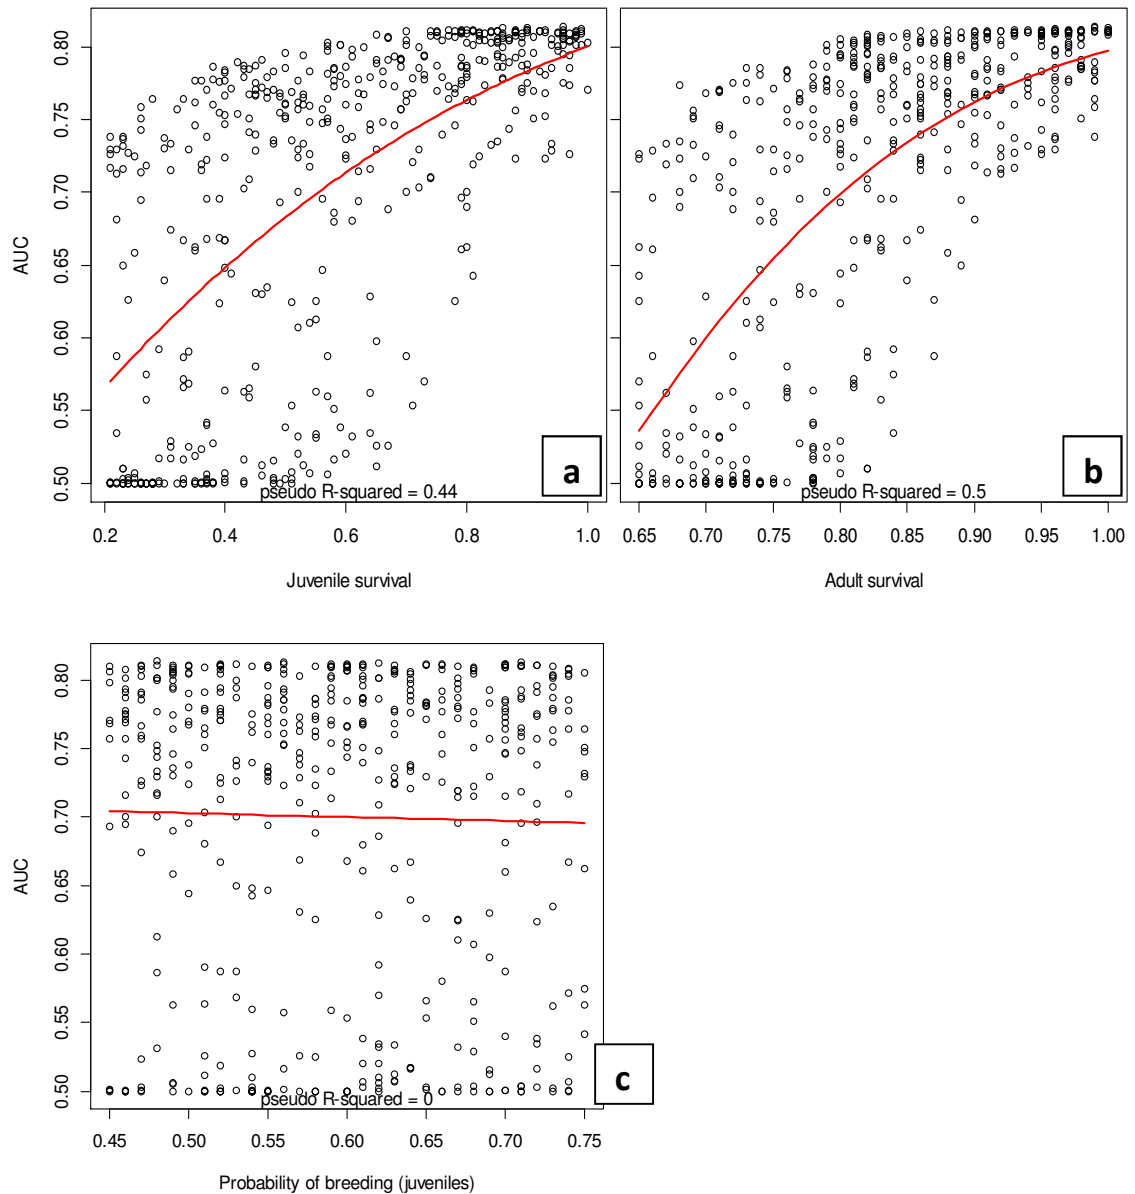 0.80
0.75
0.70
0.65
0.60
0.55
0.50
AUC
pseudo R-squared = 0.44
a
0.2 0.4 0.6 0.8 1.0
Juvenile survival
pseudo R-squared = 0.5
b
0.65 0.70 0.75 0.80 0.85 0.90 0.95 1.00
Adult survival
0.80
0.75
0.70
0.65
0.60
0.55
0.50
AUC
pseudo R-squared = 0
c
0.45 0.50 0.55 0.60 0.65 0.70 0.75
Probability of breeding (juveniles)